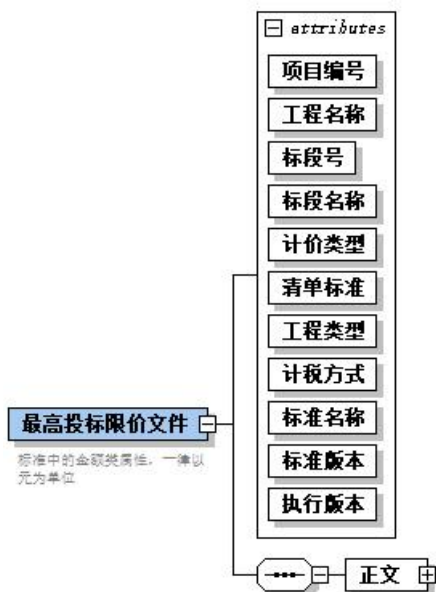 attributes
项目编号
工程名称
标段号
标段名称
计价类型
清单标准
工程类型
计税方式
标准名称
标准版本
执行版本
最高投标限价文件
标准中的金额类属性，一律以
元为单位
正文